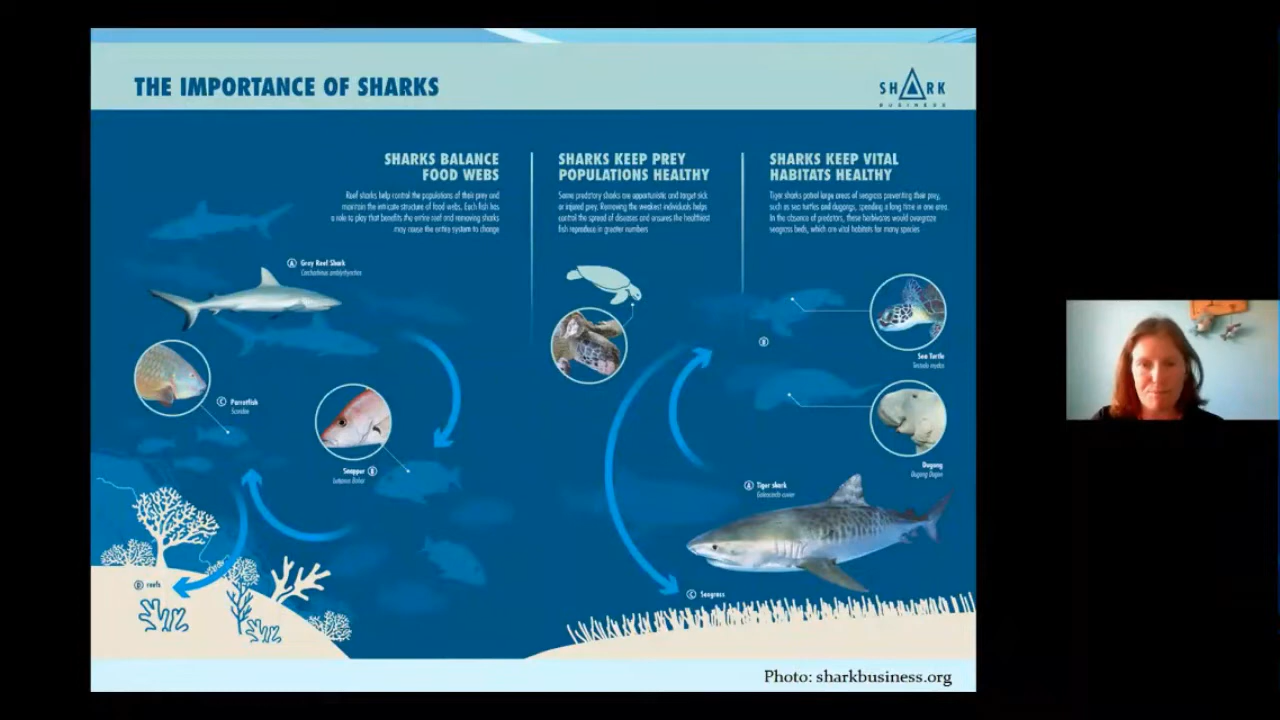 THE IMPORTANCE OF SHARKS
SHARK
BUSINESS
SHARKS BALANCE
FOOD WEBS
Reef sharks help control the populations of their prey and
maintain the intricate structure of food webs. Each fish has
a role to play that benefits the entire reef and removing sharks
may cause the entire system to change
SHARKS KEEP PREY
POPULATIONS HEALTHY
Some predatory sharks are opportunistic and target sick
or injured prey. Removing the weakest individuals helps
control the spread of diseases and ensures the healthiest
fish reproduce in greater numbers
SHARKS KEEP VITAL
HABITATS HEALTHY
Tiger sharks patrol large areas of seagrass preventing their prey,
such as sea turtles and dugongs, spending a long time in one area.
In the absence of predators, these herbivores would overgraze
seagrass beds, which are vital habitats for many species
A Grey Reef Shark
Carcharhinus amblyrhynchos
C Parrotfish
Scaridae
Snapper B
Lutjanus Bohar
D reefs
B
Sea Turtle
Dugong
Dugong Dugon
A Tiger shark
Galeocerdo cuvier
C Seagrass
Photo: sharkbusiness.org